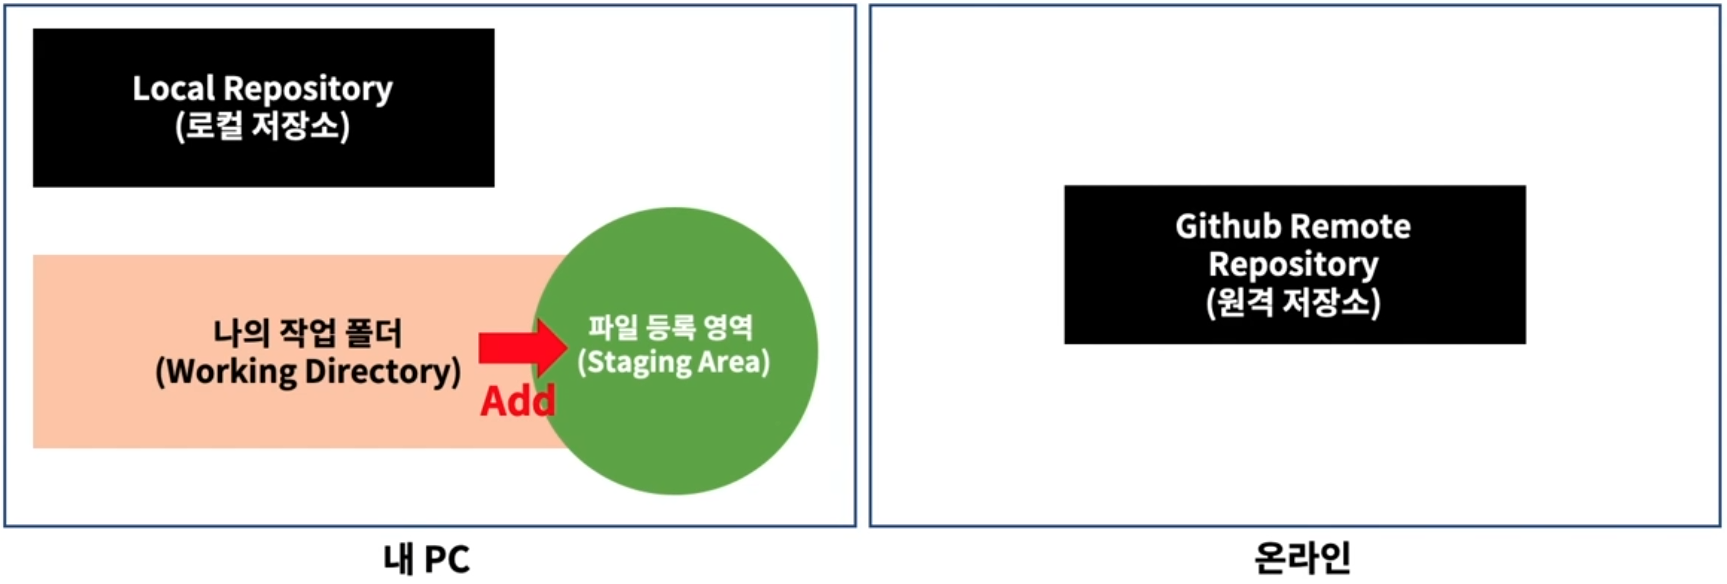 Local Repository
(로컬 저장소)
나의 작업 폴더
(Working Directory)
Add
파일 등록 영역
(Staging Area)
내 PC
Github Remote
Repository
(원격 저장소)
온라인